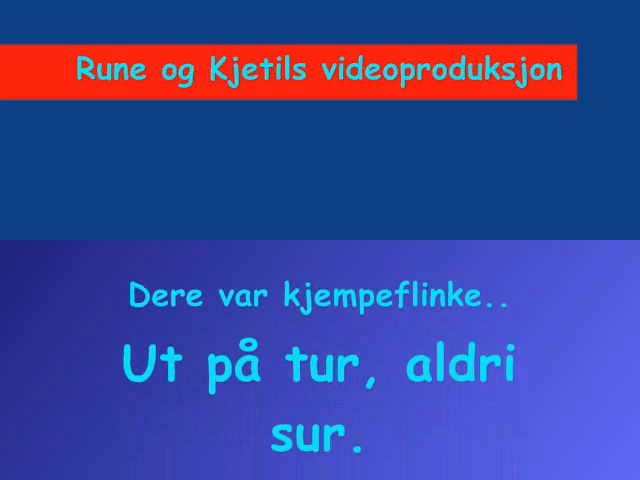 Rune og Kjetils videoproduksjon
Dere var kjempeflinke..
Ut på tur, aldri
sur.